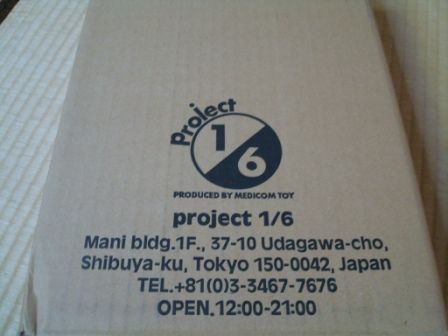 Project
1/6
PRODUCED BY MEDICOM TOY
project 1/6
Mani bldg.1F., 37-10 Udagawa-cho,
Shibuya-ku, Tokyo 150-0042, Japan
TEL.+81(0)3-3467-7676
OPEN.12:00-21:00